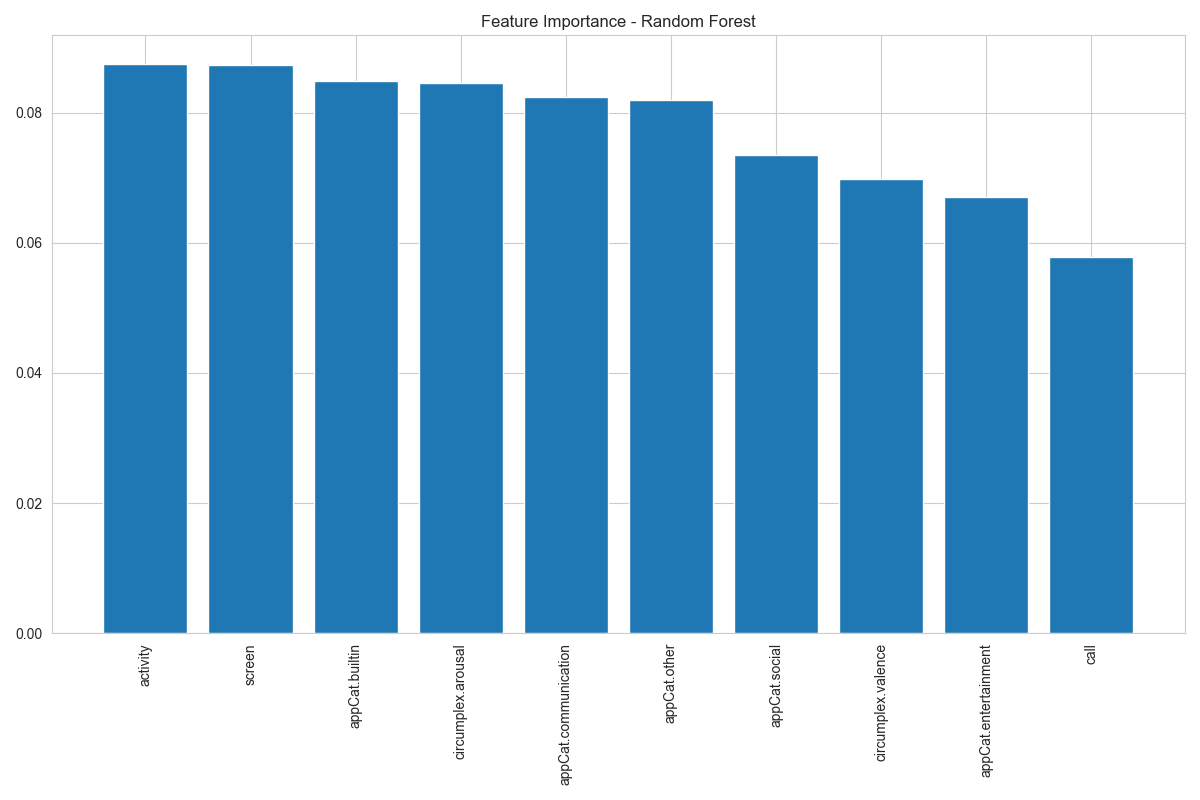 Feature Importance - Random Forest
0.08
0.06
0.04
0.02
0.00
activity
screen
appCat.builtin
circumplex.arousal
appCat.communication
appCat.other
appCat.social
circumplex.valence
appCat.entertainment
call